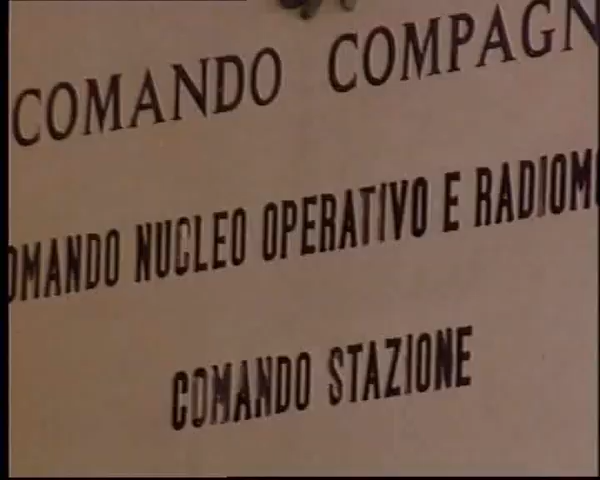 COMANDO COMPAGN
OMANDO NUCLEO OPERATIVO E RADIOMO
COMANDO STAZIONE